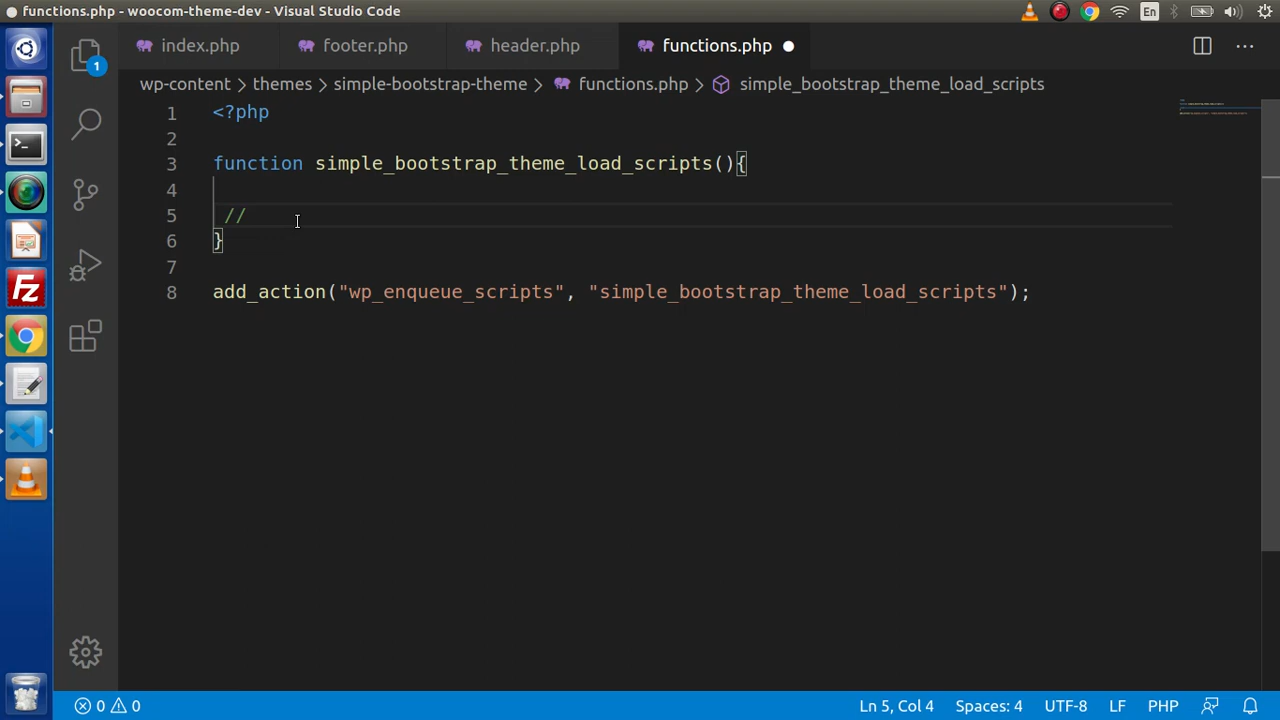 functions.php - woocom-theme-dev - Visual Studio Code
En
1
index.php
footer.php
header.php
functions.php
wp-content > themes > simple-bootstrap-theme > functions.php > simple_bootstrap_theme_load_scripts
1 <?php
2
3 function simple_bootstrap_theme_load_scripts(){
4
5 //
6 }
7
8 add_action("wp_enqueue_scripts", "simple_bootstrap_theme_load_scripts");
Fz
0 0 Ln 5, Col 4 Spaces: 4 UTF-8 LF PHP